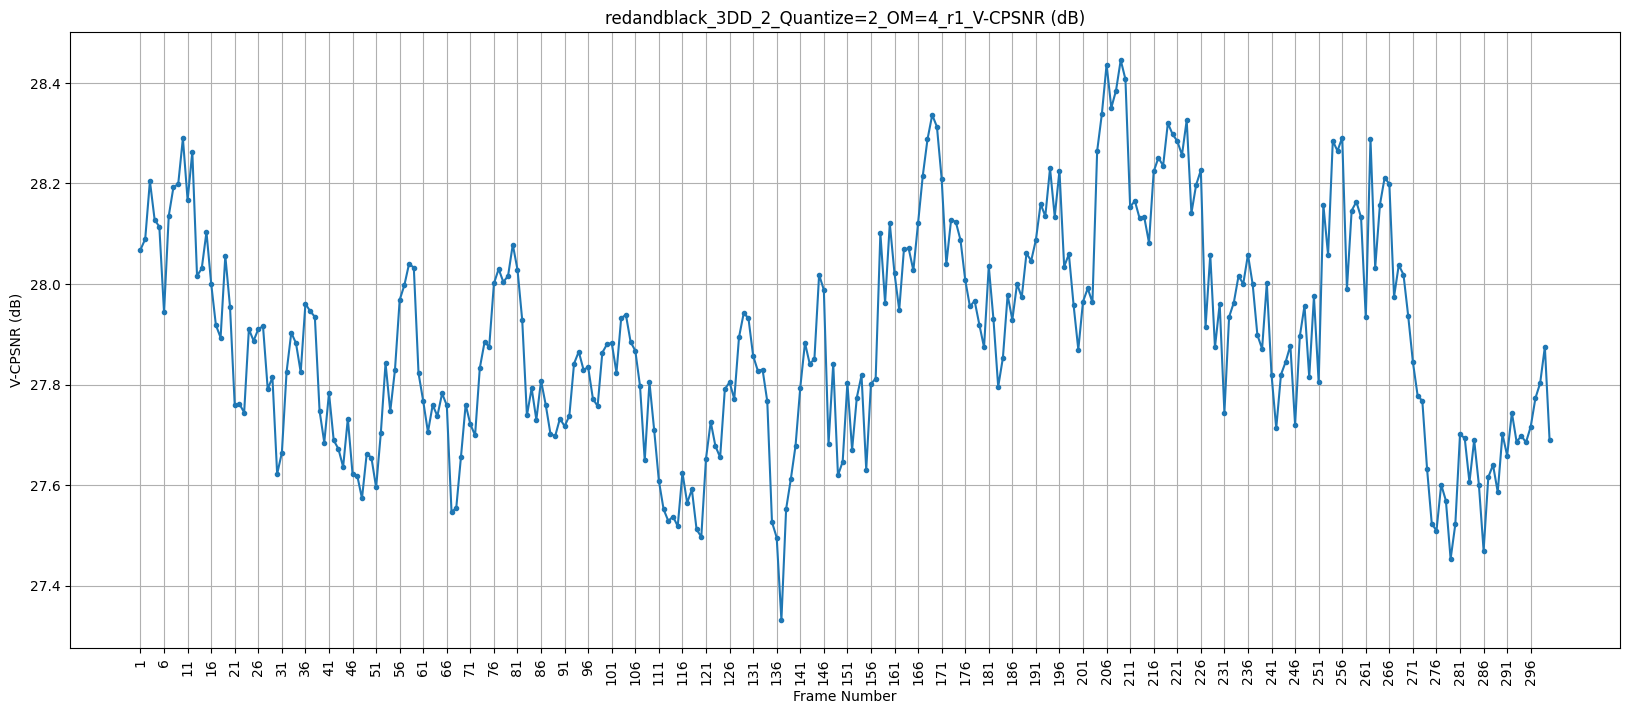 redandblack_3DD_2_Quantize=2_OM=4_r1_V-CPSNR (dB)
V-CPSNR (dB)
28.4
28.2
28.0
27.8
27.6
27.4
1 6 11 16 21 26 31 36 41 46 51 56 61 66 71 76 81 86 91 96 101 106 111 116 121 126 131 136 141 146 151 156 161 166 171 176 181 186 191 196 201 206 211 216 221 226 231 236 241 246 251 256 261 266 271 276 281 286 291 296
Frame Number